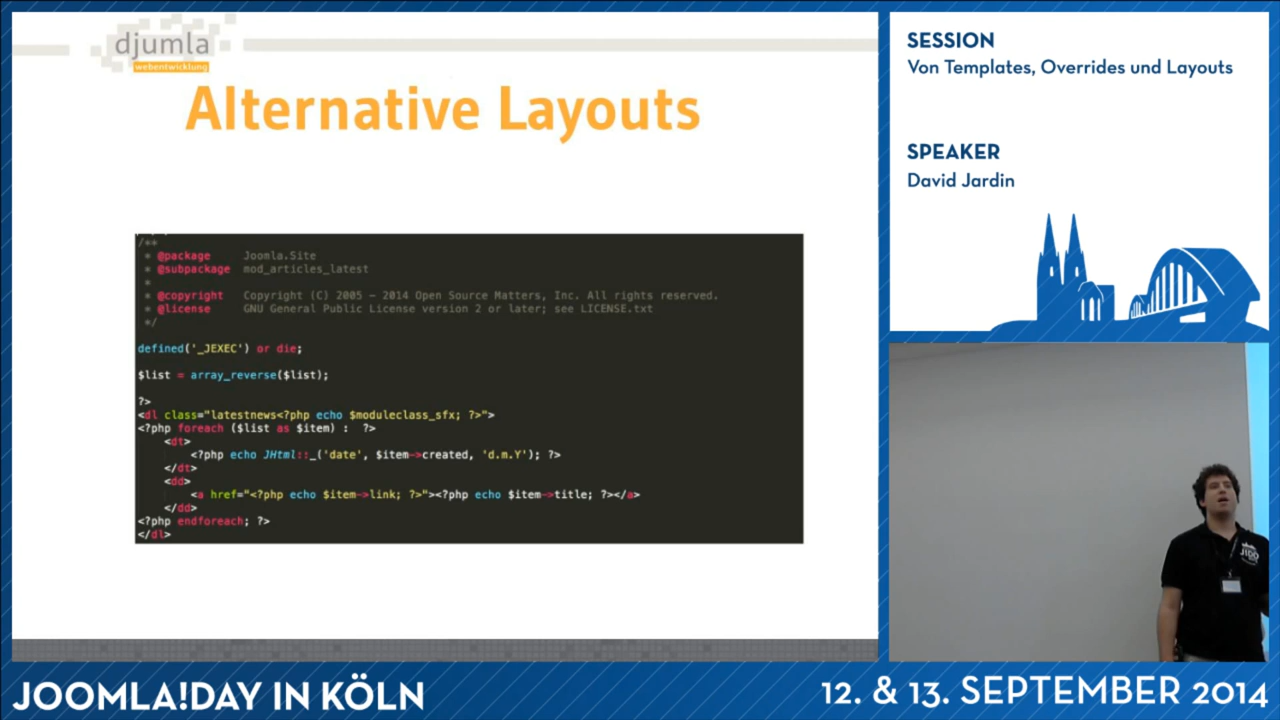 djumla
webentwicklung
Alternative Layouts
/**
* @package Joomla.Site
* @subpackage mod_articles_latest
*
* @copyright Copyright (C) 2005 - 2014 Open Source Matters, Inc. All rights reserved.
* @license GNU General Public License version 2 or later; see LICENSE.txt
*/
defined('_JEXEC') or die;
$list = array_reverse($list);
?>
<dl class="latestnews<?php echo $moduleclass_sfx; ?>">
<?php foreach ($list as $item) : ?>
<dt>
<?php echo JHtml::_('date', $item->created, 'd.m.Y'); ?>
</dt>
<dd>
<a href="<?php echo $item->link; ?>"><?php echo $item->title; ?></a>
</dd>
<?php endforeach; ?>
</dl>
SESSION
Von Templates, Overrides und Layouts
SPEAKER
David Jardin
JOOMLA!DAY IN KÖLN
12. & 13. SEPTEMBER 2014